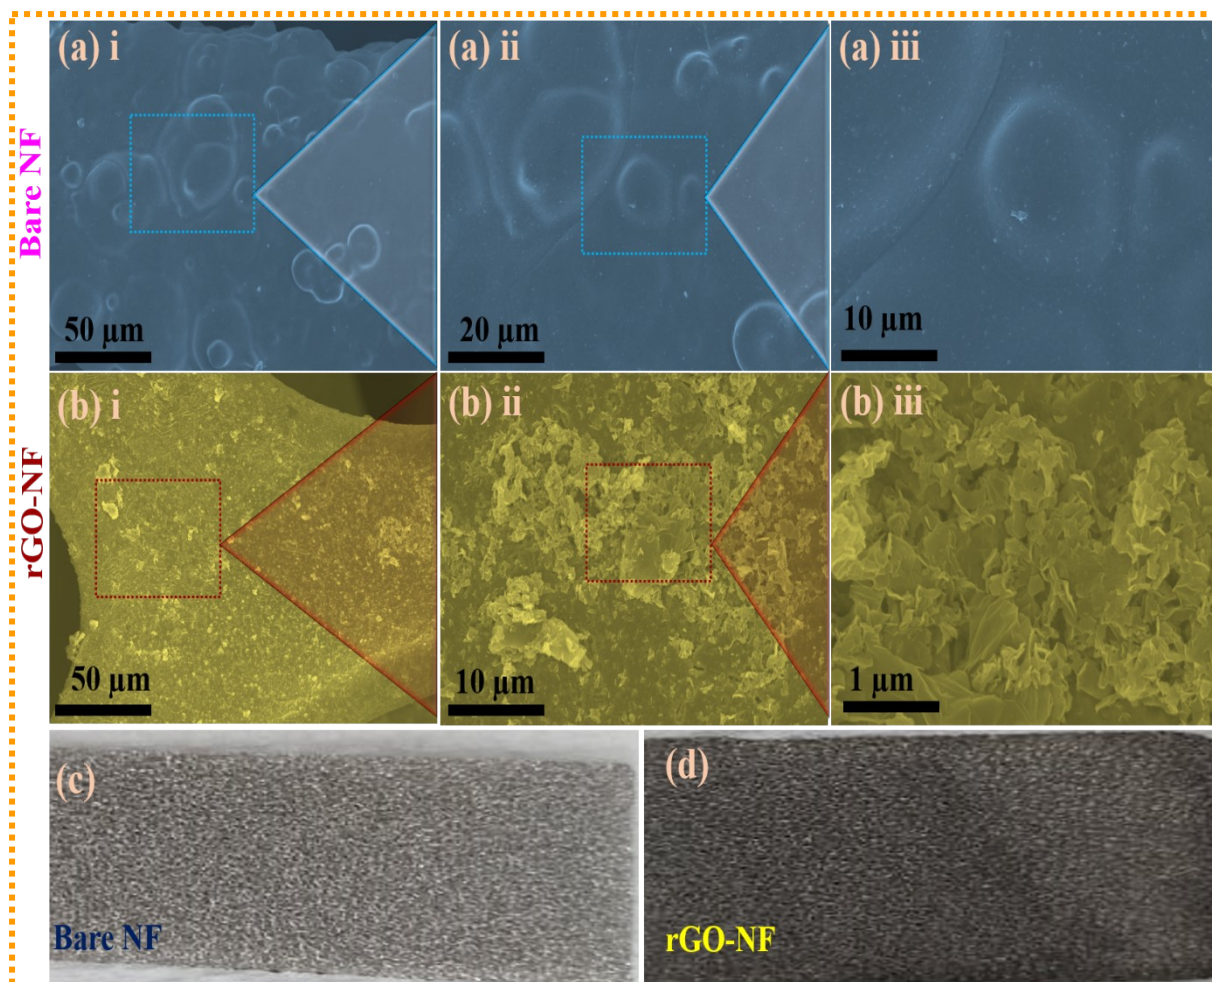 Bare NF
(a) i
(a) ii
(a) iii
50 µm
20 µm
10 µm
rGO-NF
(b) i
(b) ii
(b) iii
50 µm
10 µm
1 µm
(c)
(d)
Bare NF
rGO-NF